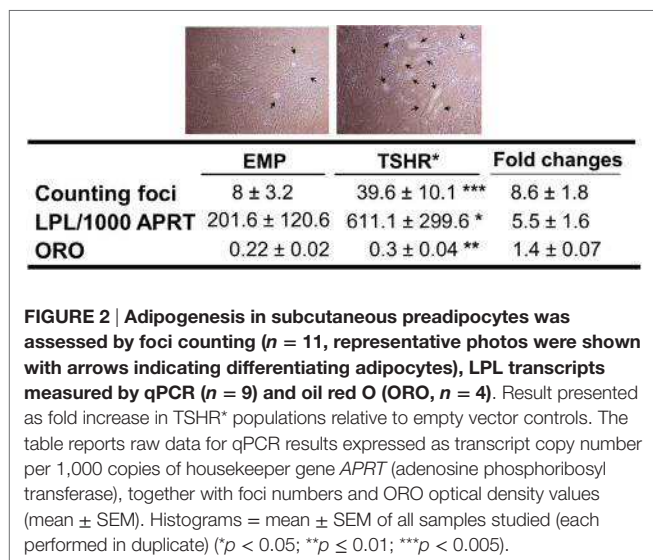 EMP TSHR* Fold changes
Counting foci 8 ± 3.2 39.6 ± 10.1 *** 8.6 ± 1.8
LPL/1000 APRT 201.6 ± 120.6 611.1 ± 299.6 * 5.5 ± 1.6
ORO 0.22 ± 0.02 0.3 ± 0.04 ** 1.4 ± 0.07
FIGURE 2 | Adipogenesis in subcutaneous preadipocytes was
assessed by foci counting (n = 11, representative photos were shown
with arrows indicating differentiating adipocytes), LPL transcripts
measured by qPCR (n = 9) and oil red O (ORO, n = 4). Result presented
as fold increase in TSHR* populations relative to empty vector controls. The
table reports raw data for qPCR results expressed as transcript copy number
per 1,000 copies of housekeeper gene APRT (adenosine phosphoribosyl
transferase), together with foci numbers and ORO optical density values
(mean ± SEM). Histograms = mean ± SEM of all samples studied (each
performed in duplicate) (*p < 0.05; **p ≤ 0.01; ***p < 0.005).